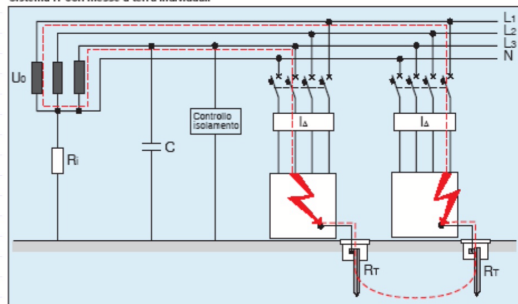 L1
L2
L3
N
U0
Controllo
isolamento
IΔ
IΔ
Ri
C
RT
RT